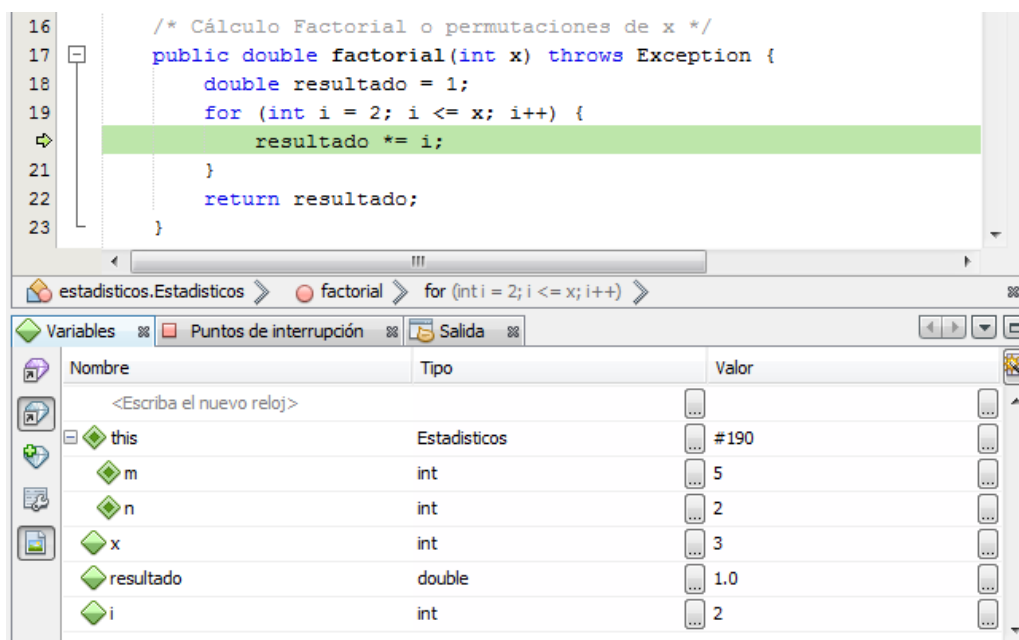 16 /* Cálculo Factorial o permutaciones de x */
17 public double factorial(int x) throws Exception {
18 double resultado = 1;
19 for (int i = 2; i <= x; i++) {
resultado *= i;
21 }
22 return resultado;
23 }
estadisticos.Estadisticos factorial for (int i = 2; i <= x; i++)
Variables Puntos de interrupción Salida
Nombre Tipo Valor
<Escriba el nuevo reloj> ... ...
this Estadisticos ... #190 ...
m int ... 5 ...
n int ... 2 ...
x int ... 3 ...
resultado double ... 1.0 ...
i int ... 2 ...